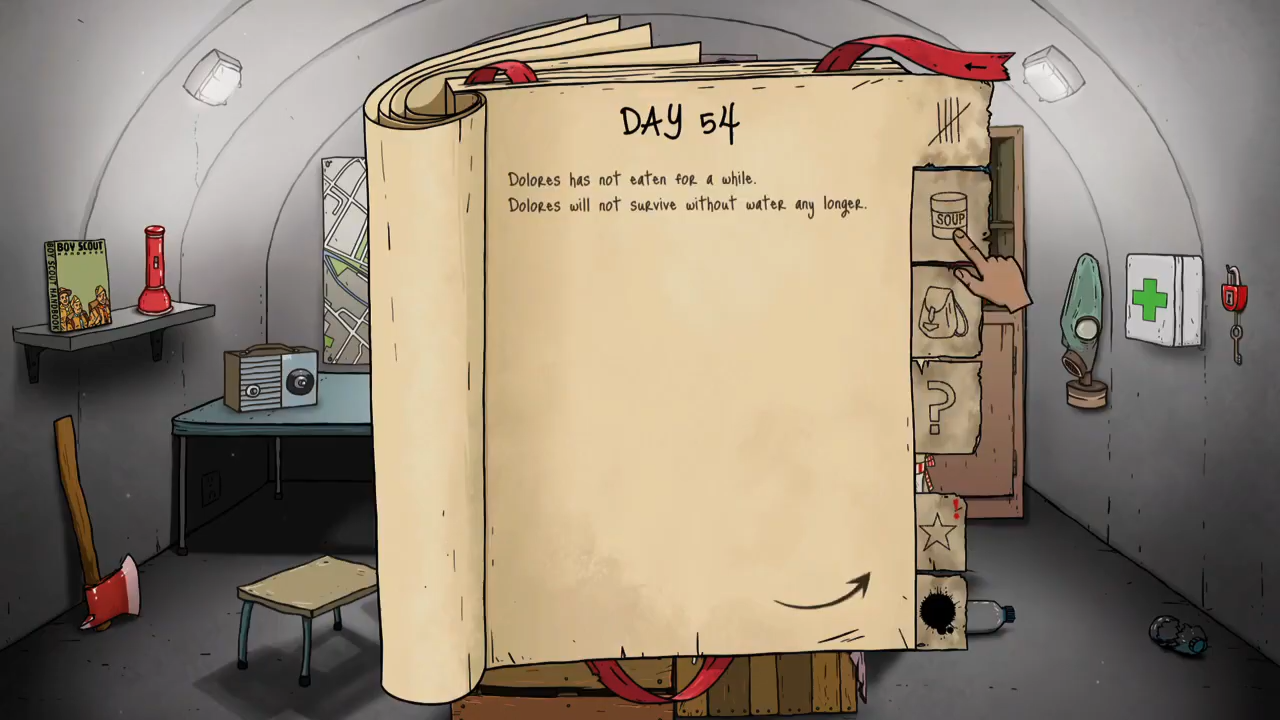 DAY 54
Dolores has not eaten for a while.
Dolores will not survive without water any longer.
SOUP
BOY SCOUT
HANDBOOK
BOY SCOUT HANDBOOK